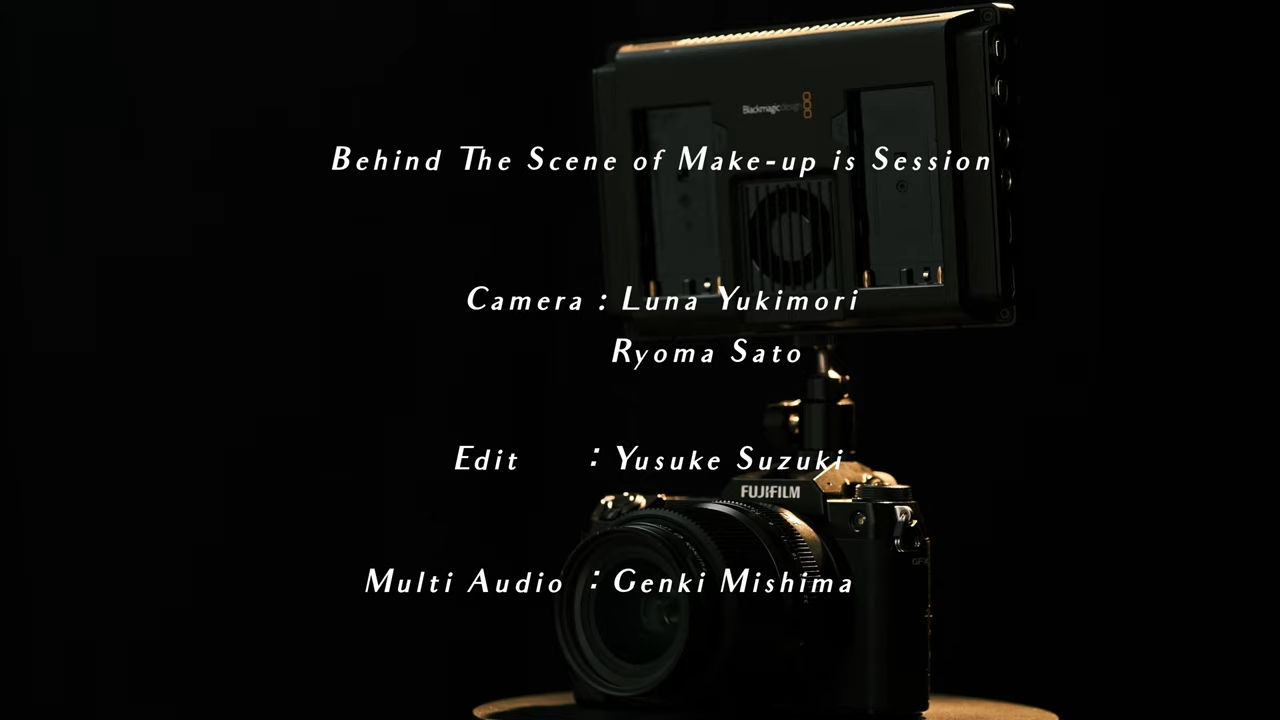 Blackmagicdesign
Behind The Scene of Make-up is Session
Camera : Luna Yukimori
Ryoma Sato
Edit : Yusuke Suzuki
FUJIFILM
GFX
Multi Audio : Genki Mishima